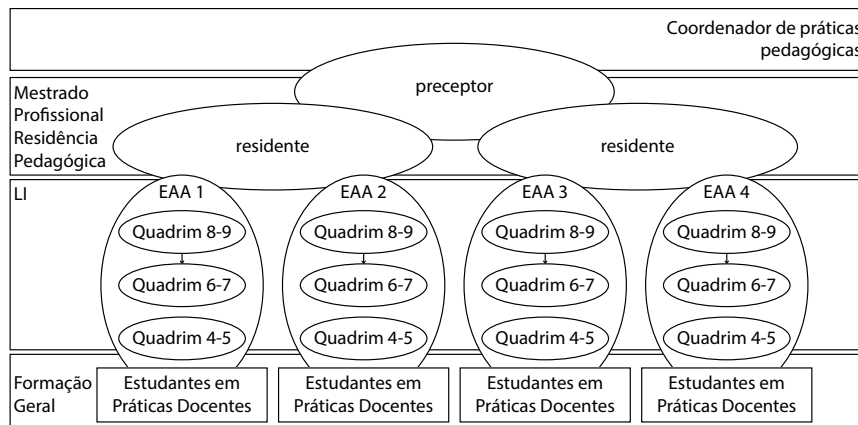 Coordenador de práticas
pedagógicas
preceptor
Mestrado
Profissional
Residência
Pedagógica
residente
residente
LI
EAA 1
EAA 2
EAA 3
EAA 4
Quadrim 8-9
Quadrim 8-9
Quadrim 8-9
Quadrim 8-9
Quadrim 6-7
Quadrim 6-7
Quadrim 6-7
Quadrim 6-7
Quadrim 4-5
Quadrim 4-5
Quadrim 4-5
Quadrim 4-5
Formação
Geral
Estudantes em
Práticas Docentes
Estudantes em
Práticas Docentes
Estudantes em
Práticas Docentes
Estudantes em
Práticas Docentes